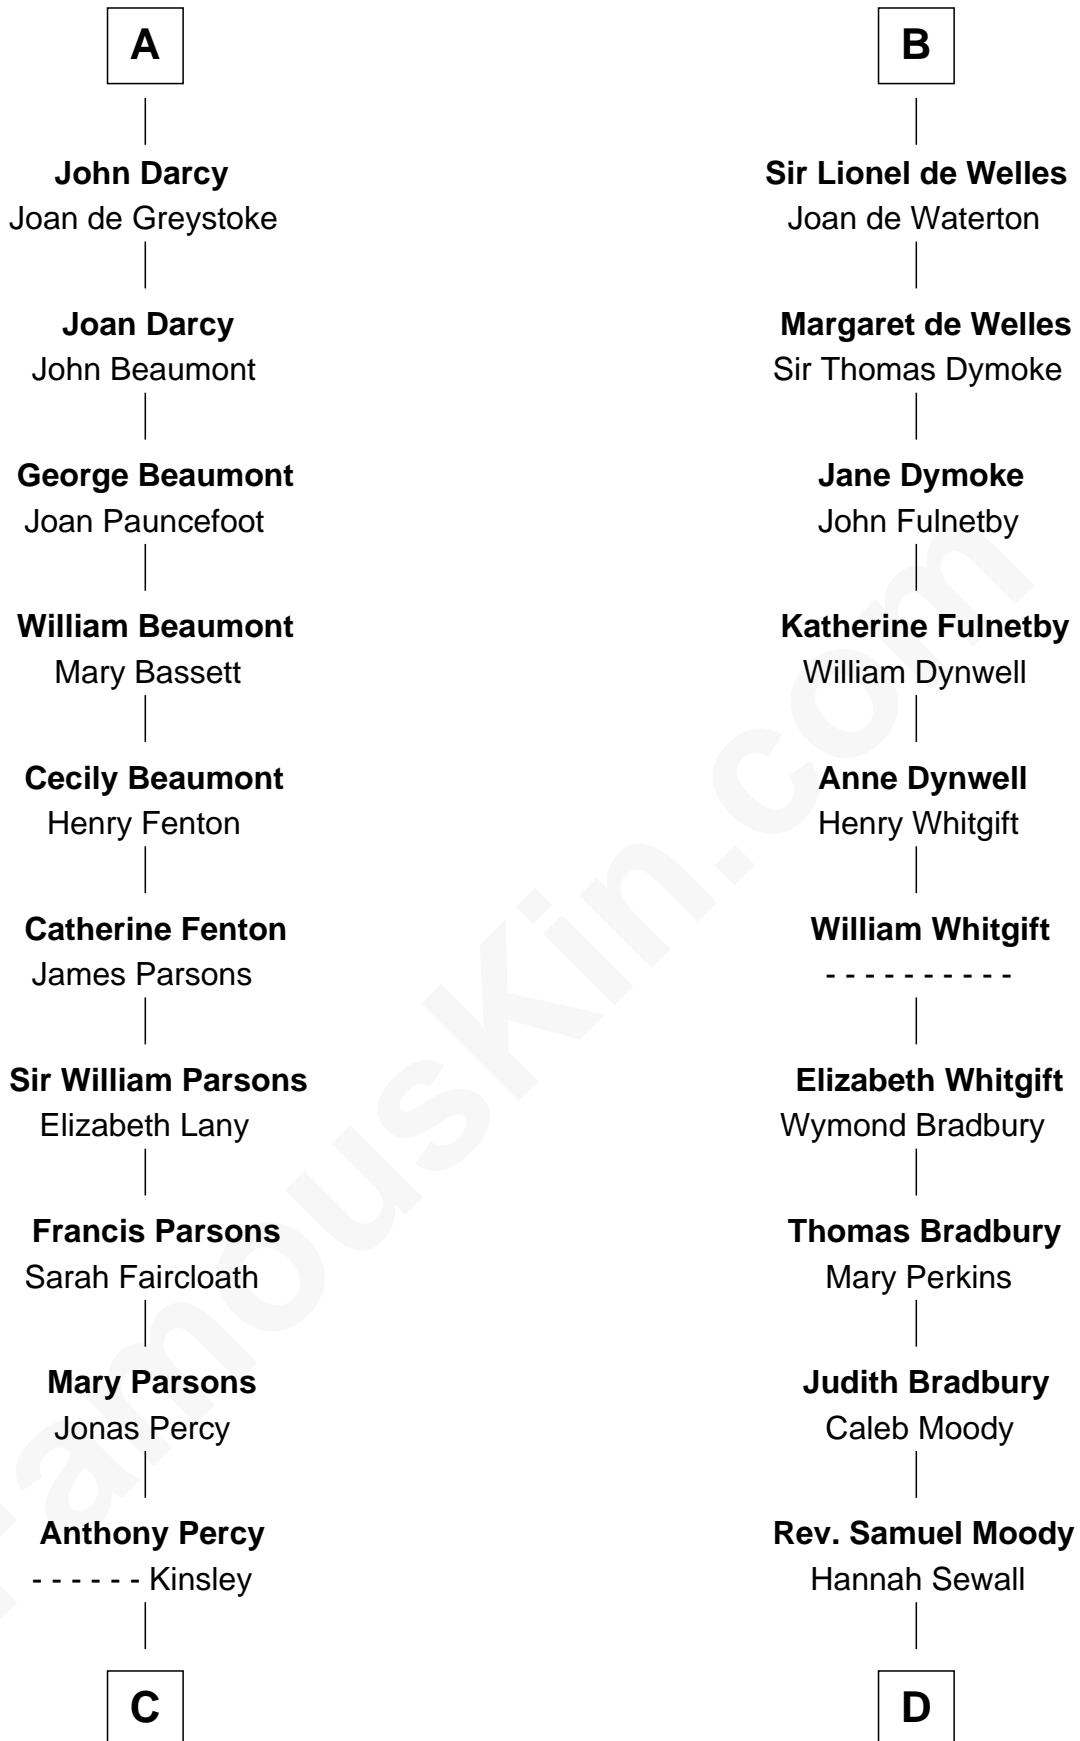 A
John Darcy
Joan de Greystoke
Joan Darcy
John Beaumont
George Beaumont
Joan Pauncefoot
William Beaumont
Mary Bassett
Cecily Beaumont
Henry Fenton
Catherine Fenton
James Parsons
Sir William Parsons
Elizabeth Lany
Francis Parsons
Sarah Faircloath
Mary Parsons
Jonas Percy
Anthony Percy
- - - - - - Kinsley
C
B
Sir Lionel de Welles
Joan de Waterton
Margaret de Welles
Sir Thomas Dymoke
Jane Dymoke
John Fulnetby
Katherine Fulnetby
William Dynwell
Anne Dynwell
Henry Whitgift
William Whitgift
- - - - - - - - - -
Elizabeth Whitgift
Wymond Bradbury
Thomas Bradbury
Mary Perkins
Judith Bradbury
Caleb Moody
Rev. Samuel Moody
Hannah Sewall
D
FamousKin.com